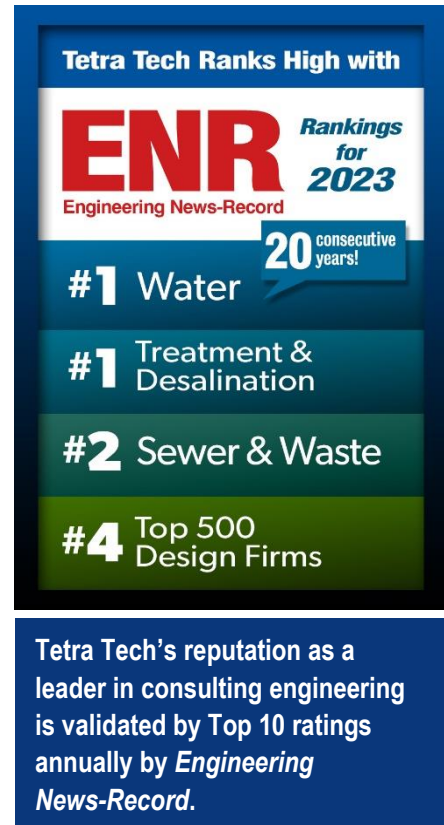 Tetra Tech Ranks High with
ENR
Engineering News-Record
Rankings
for
2023
20 consecutive
years!
#1 Water
#1 Treatment &
Desalination
#2 Sewer & Waste
#4 Top 500
Design Firms
Tetra Tech’s reputation as a
leader in consulting engineering
is validated by Top 10 ratings
annually by Engineering
News-Record.